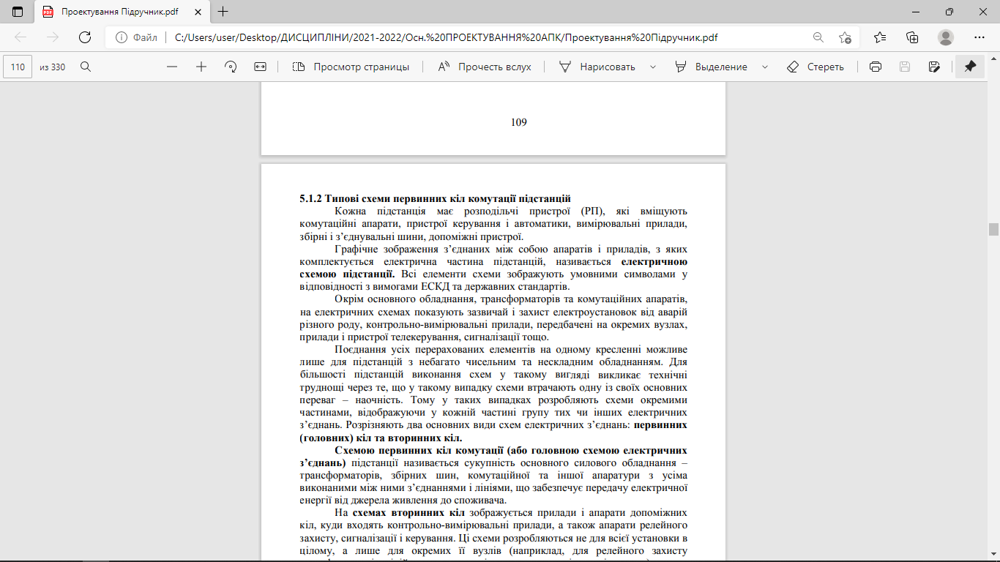 Проектування Підручник.pdf
Файл
C:/Users/user/Desktop/ДИСЦИПЛІНИ/2021-2022/Осн.%20ПРОЕКТУВАННЯ%20АПК/Проектування%20Підручник.pdf
110 из 330
Просмотр страницы
Прочесть вслух
Нарисовать
Выделение
Стереть
109
5.1.2 Типові схеми первинних кіл комутації підстанцій
Кожна підстанція має розподільчі пристрої (РП), які вміщують
комутаційні апарати, пристрої керування і автоматики, вимірювальні прилади,
збірні і з’єднувальні шини, допоміжні пристрої.
Графічне зображення з’єднаних між собою апаратів і приладів, з яких
комплектується електрична частина підстанцій, називається електричною
схемою підстанції. Всі елементи схеми зображують умовними символами у
відповідності з вимогами ЕСКД та державних стандартів.
Окрім основного обладнання, трансформаторів та комутаційних апаратів,
на електричних схемах показують зазвичай і захист електроустановок від аварій
різного роду, контрольно-вимірювальні прилади, передбачені на окремих вузлах,
прилади і пристрої телекерування, сигналізації тощо.
Поєднання усіх перерахованих елементів на одному кресленні можливе
лише для підстанцій з небагато чисельним та нескладним обладнанням. Для
більшості підстанцій виконання схем у такому вигляді викликає технічні
труднощі через те, що у такому випадку схеми втрачають одну із своїх основних
переваг – наочність. Тому у таких випадках розробляють схеми окремими
частинами, відображуючи у кожній частині групу тих чи інших електричних
з’єднань. Розрізняють два основних види схем електричних з’єднань: первинних
(головних) кіл та вторинних кіл.
Схемою первинних кіл комутації (або головною схемою електричних
з’єднань) підстанції називається сукупність основного силового обладнання –
трансформаторів, збірних шин, комутаційної та іншої апаратури з усіма
виконаними між ними з’єднаннями і лініями, що забезпечує передачу електричної
енергії від джерела живлення до споживача.
На схемах вторинних кіл зображується прилади і апарати допоміжних
кіл, куди входять контрольно-вимірювальні прилади, а також апарати релейного
захисту, сигналізації і керування. Ці схеми розробляються не для всієї установки в
цілому, а лише для окремих її вузлів (наприклад, для релейного захисту